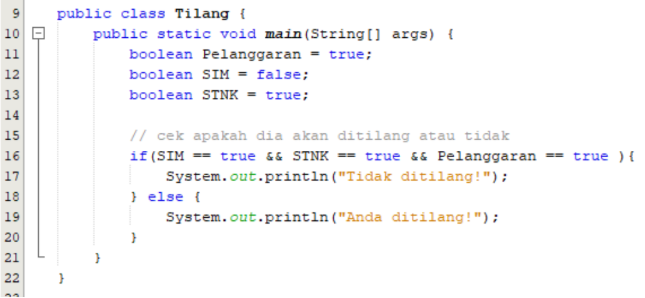 9 public class Tilang {
10 public static void main(String[] args) {
11 boolean Pelanggaran = true;
12 boolean SIM = false;
13 boolean STNK = true;
14
15 // cek apakah dia akan ditilang atau tidak
16 if(SIM == true && STNK == true && Pelanggaran == true ){
17 System.out.println("Tidak ditilang!");
18 } else {
19 System.out.println("Anda ditilang!");
20 }
21 }
22 }